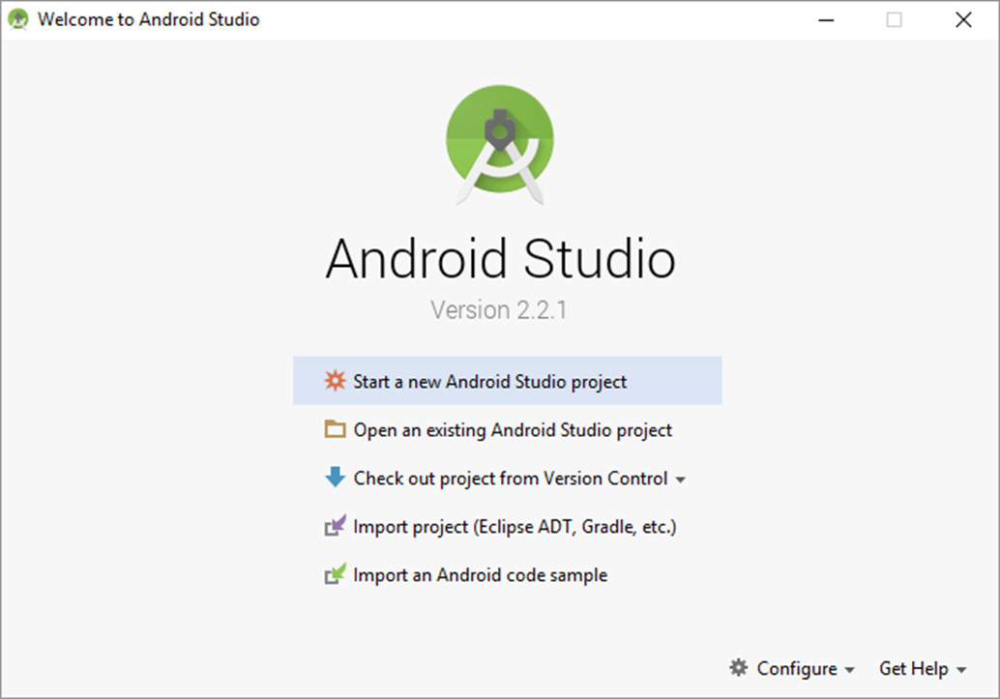 Welcome to Android Studio
Android Studio
Version 2.2.1
Start a new Android Studio project
Open an existing Android Studio project
Check out project from Version Control
Import project (Eclipse ADT, Gradle, etc.)
Import an Android code sample
Configure Get Help